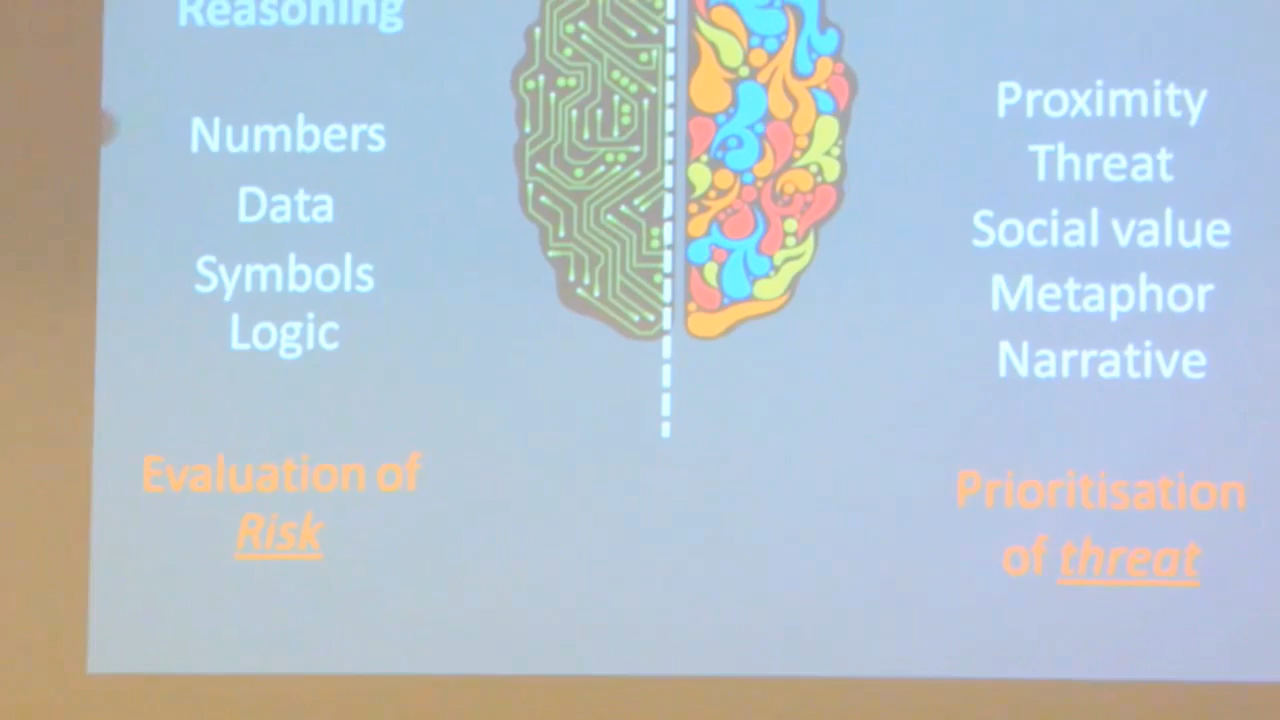 Reasoning
Numbers
Data
Symbols
Logic
Evaluation of
Risk
Proximity
Threat
Social value
Metaphor
Narrative
Prioritisation
of threat